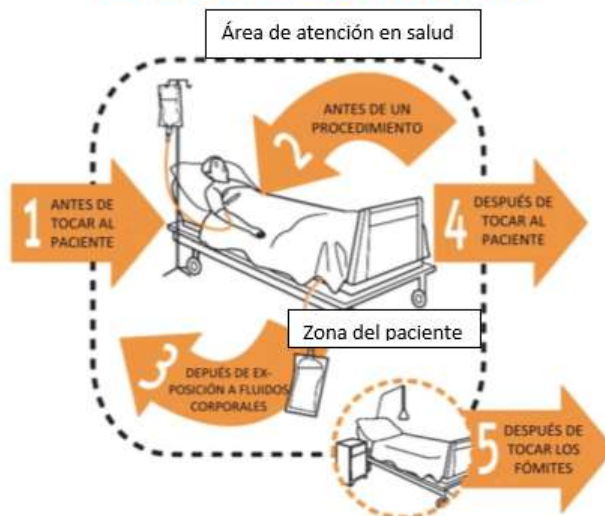 Área de atención en salud
2
ANTES DE UN
PROCEDIMIENTO
1
ANTES DE
TOCAR AL
PACIENTE
4
DESPUÉS DE
TOCAR AL
PACIENTE
Zona del paciente
3
DEPUÉS DE EX-
POSICIÓN A FLUIDOS
CORPORALES
5
DESPUÉS DE
TOCAR LOS
FÓMITES